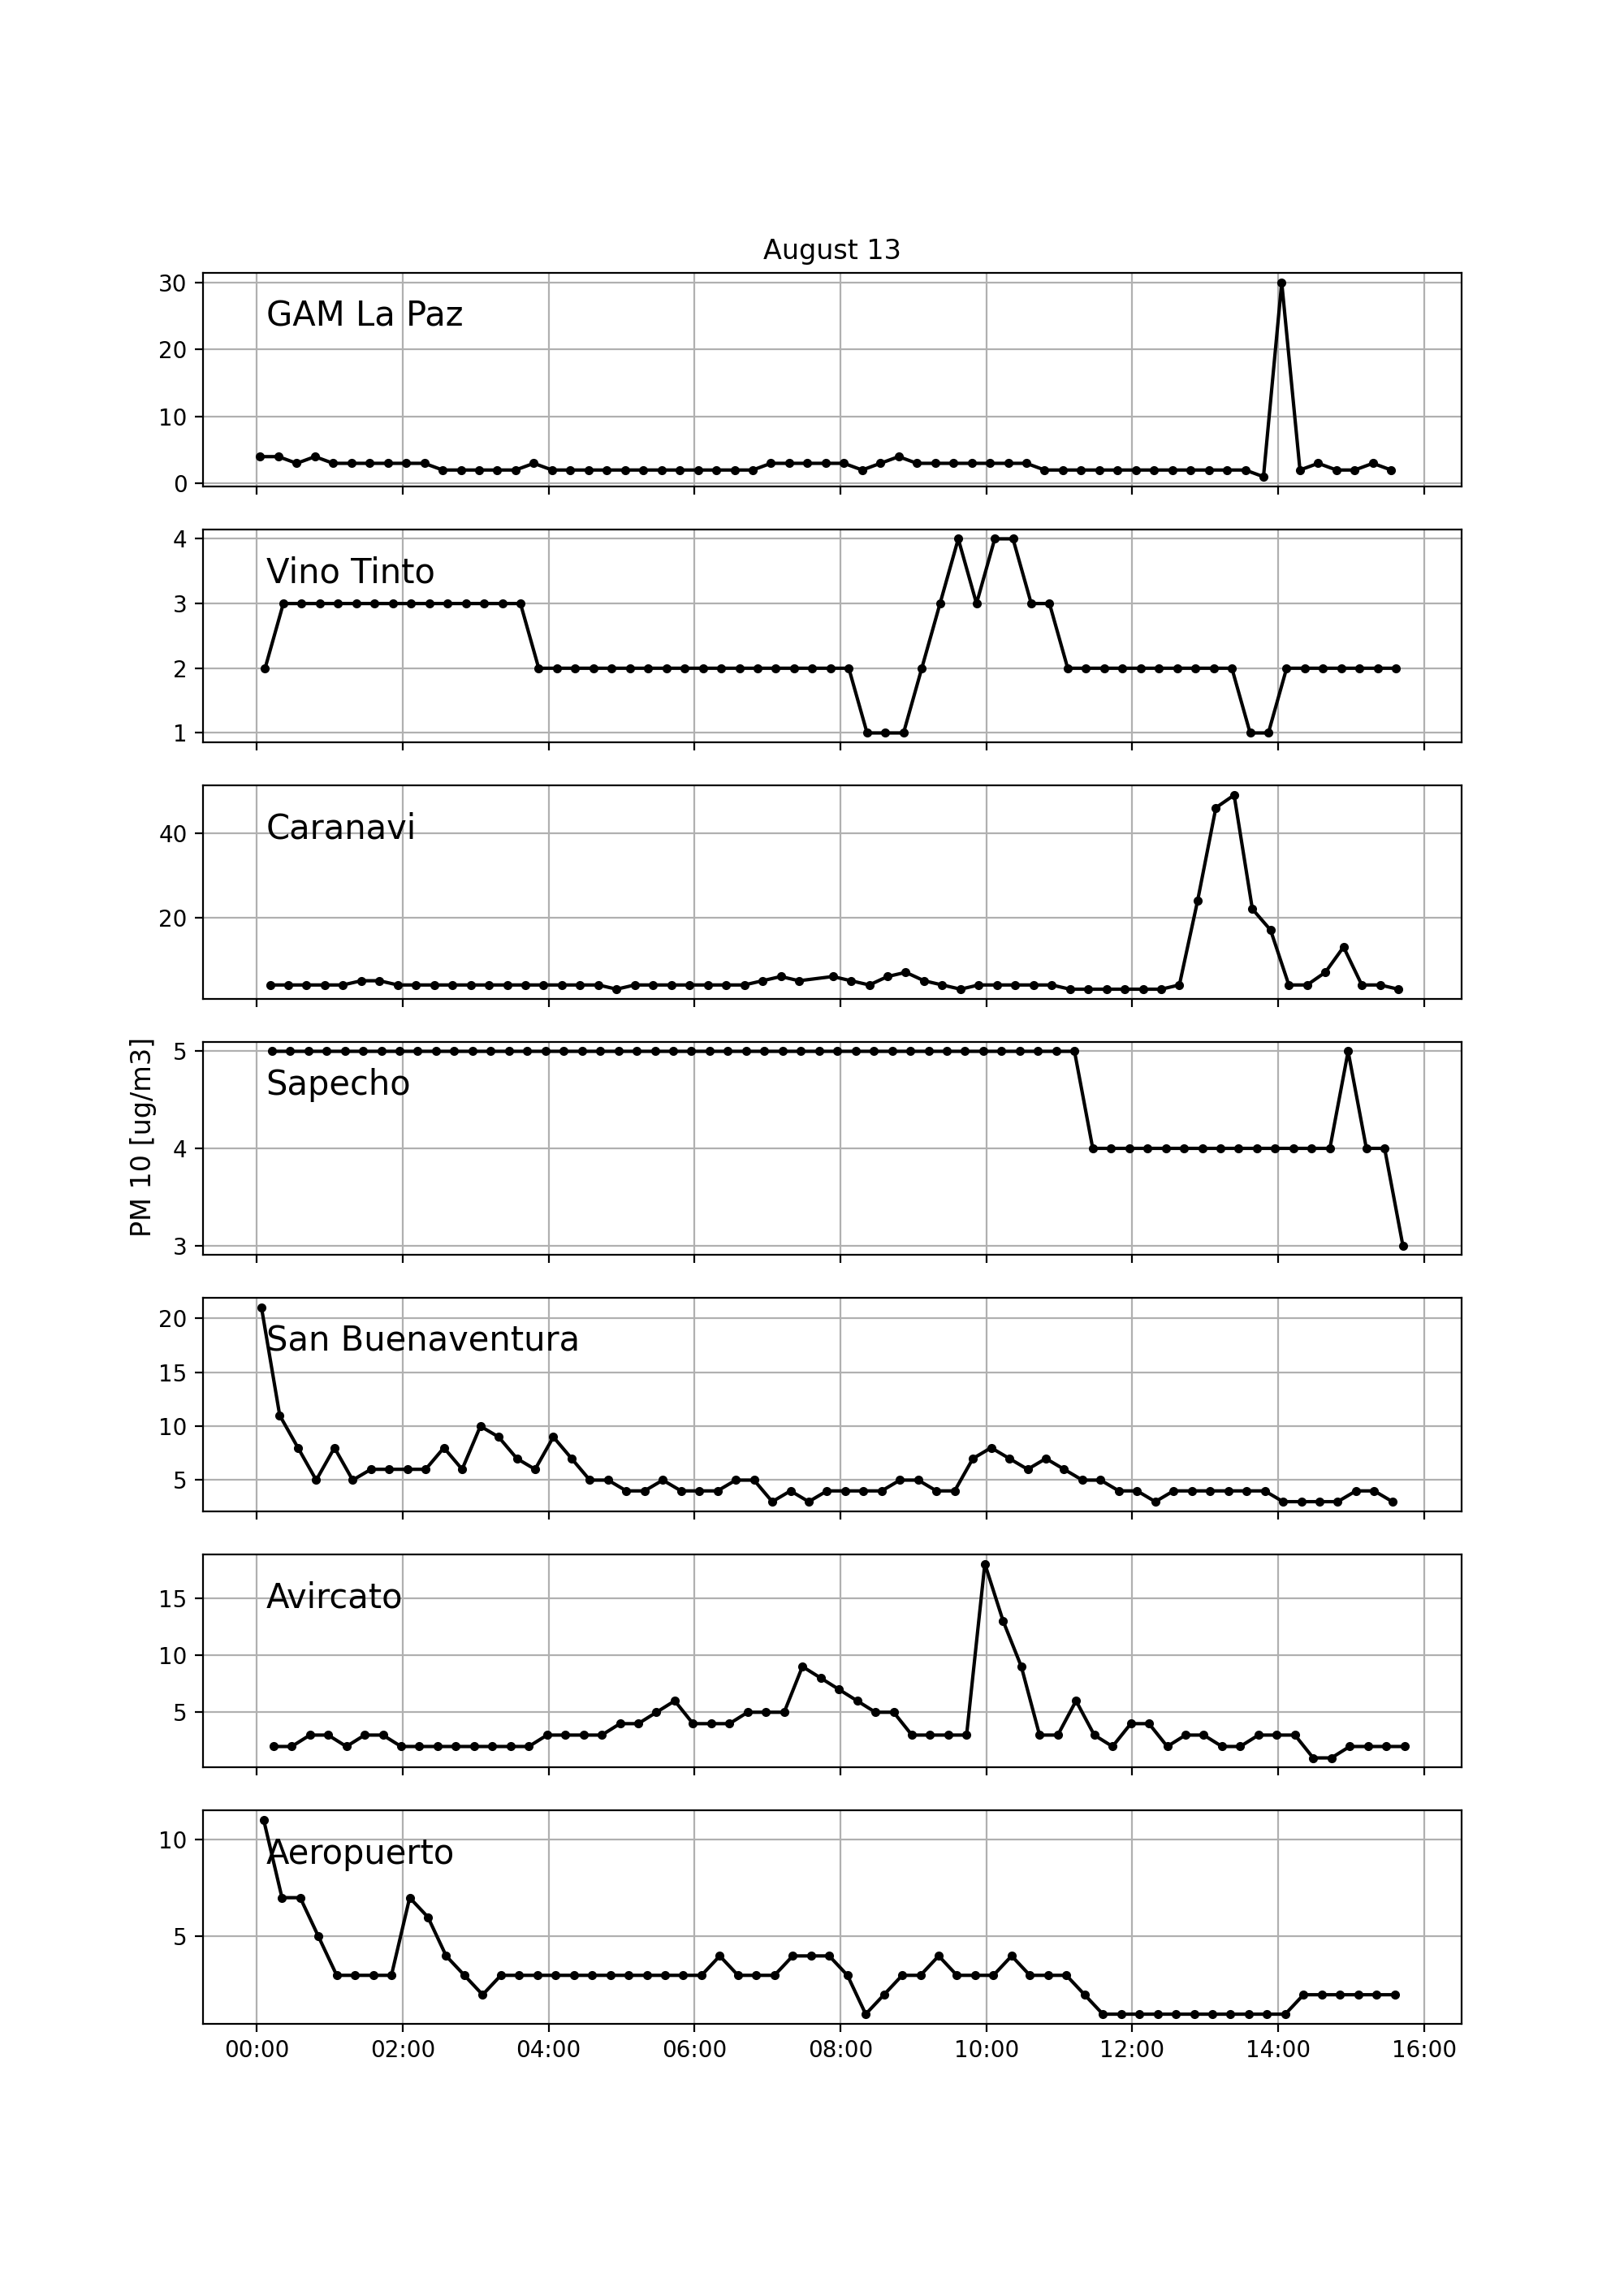 August 13
30
20
10
0
GAM La Paz
4
3
2
1
Vino Tinto
40
20
Caranavi
PM 10 [ug/m3]
5
4
3
Sapecho
20
15
10
5
San Buenaventura
15
10
5
Avircato
10
5
Aeropuerto
00:00 02:00 04:00 06:00 08:00 10:00 12:00 14:00 16:00